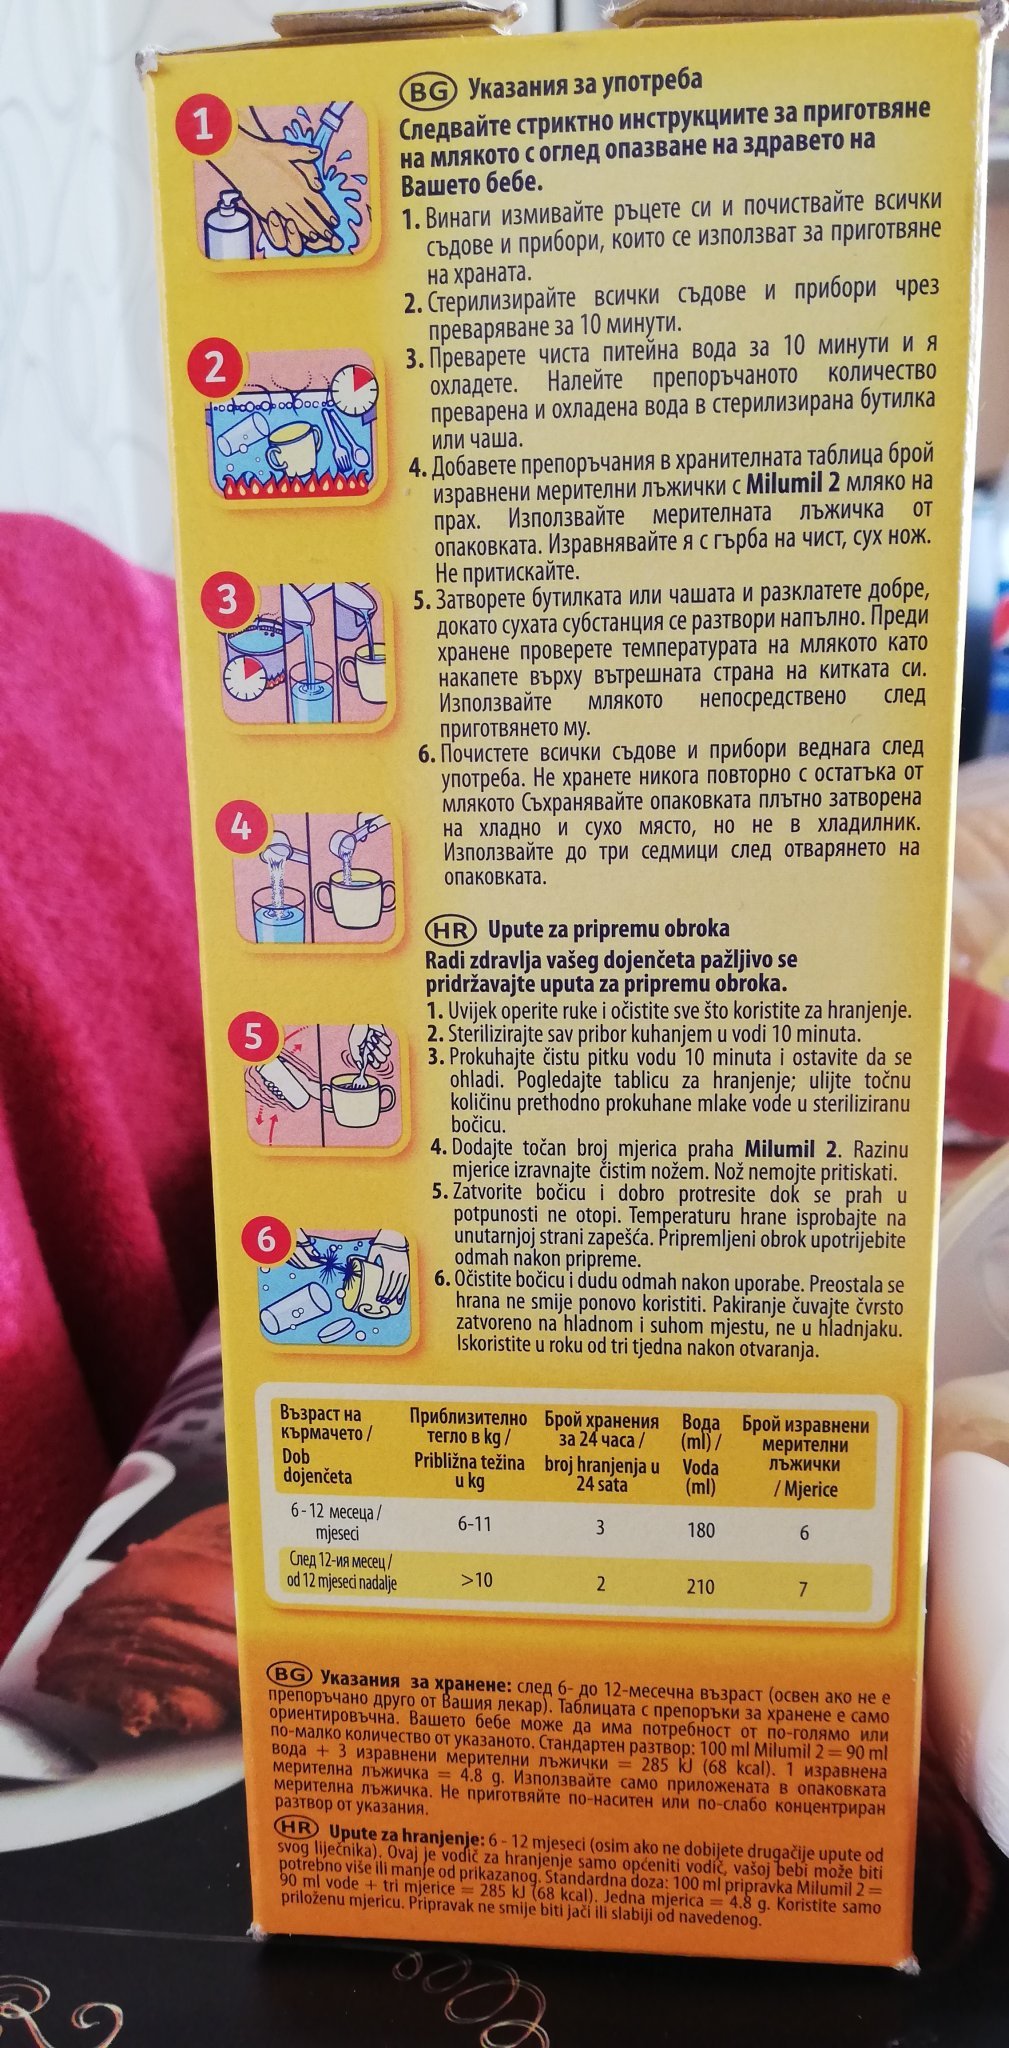 1
BG Указания за употреба
Следвайте стриктно инструкциите за приготвяне
на млякото с оглед опазване на здравето на
Вашето бебе.
1. Винаги измивайте ръцете си и почиствайте всички
съдове и прибори, които се използват за приготвяне
на храната.
2
2. Стерилизирайте всички съдове и прибори чрез
преваряване за 10 минути.
3. Преварете чиста питейна вода за 10 минути и я
охладете. Налейте препоръчаното количество
преварена и охладена вода в стерилизирана бутилка
или чаша.
4. Добавете препоръчания в хранителната таблица брой
изравнени мерителни лъжички с Milumil 2 мляко на
прах. Използвайте мерителната лъжичка от
опаковката. Изравнявайте я с гърба на чист, сух нож.
Не притискайте.
3
5. Затворете бутилката или чашата и разклатете добре,
докато сухата субстанция се разтвори напълно. Преди
хранене проверете температурата на млякото като
накапете върху вътрешната страна на китката си.
Използвайте млякото непосредствено след
приготвянето му.
6. Почистете всички съдове и прибори веднага след
употреба. Не хранете никога повторно с остатъка от
млякото Съхранявайте опаковката плътно затворена
на хладно и сухо място, но не в хладилник.
Използвайте до три седмици след отварянето на
опаковката.
4
HR Upute za pripremu obroka
Radi zdravlja vašeg dojenčeta pažljivo se
pridržavajte uputa za pripremu obroka.
1. Uvijek operite ruke i očistite sve što koristite za hranjenje.
2. Sterilizirajte sav pribor kuhanjem u vodi 10 minuta.
5
3. Prokuhajte čistu pitku vodu 10 minuta i ostavite da se
ohladi. Pogledajte tablicu za hranjenje; ulijte točnu
količinu prethodno prokuhane mlake vode u steriliziranu
bočicu.
4. Dodajte točan broj mjerica praha Milumil 2. Razinu
mjerice izravnajte čistim nožem. Nož nemojte pritiskati.
5. Zatvorite bočicu i dobro protresite dok se prah u
potpunosti ne otopi. Temperaturu hrane isprobajte na
unutarnjoj strani zapešća. Pripremljeni obrok upotrijebite
odmah nakon pripreme.
6
6. Očistite bočicu i dudu odmah nakon uporabe. Preostala se
hrana ne smije ponovo koristiti. Pakiranje čuvajte čvrsto
zatvoreno na hladnom i suhom mjestu, ne u hladnjaku.
Iskoristite u roku od tri tjedna nakon otvaranja.
Възраст на Приблизително Брой хранения Вода Брой изравнени
кърмачето / тегло в kg / за 24 часа / (ml) / мерителни
Dob Približna težina broj hranjenja u Voda лъжички
dojenčeta u kg 24 sata (ml) / Mjerice
6 - 12 месеца / 6-11 3 180 6
mjeseci
След 12-ия месец / >10 2 210 7
od 12 mjeseci nadalje
BG Указания за хранене: след 6- до 12-месечна възраст (освен ако не е
препоръчано друго от Вашия лекар). Таблицата с препоръки за хранене е само
ориентировъчна. Вашето бебе може да има потребност от по-голямо или
по-малко количество от указаното. Стандартен разтвор: 100 ml Milumil 2 = 90 ml
вода + 3 изравнени мерителни лъжички = 285 kJ (68 kcal). 1 изравнена
мерителна лъжичка = 4.8 g. Използвайте само приложената в опаковката
мерителна лъжичка. Не приготвяйте по-наситен или по-слабо концентриран
разтвор от указания.
HR Upute za hranjenje: 6 - 12 mjeseci (osim ako ne dobijete drugačije upute od
svog liječnika). Ovaj je vodič za hranjenje samo općeniti vodič, vašoj bebi može biti
potrebno više ili manje od prikazanog. Standardna doza: 100 ml pripravka Milumil 2 =
90 ml vode + tri mjerice = 285 kJ (68 kcal). Jedna mjerica = 4.8 g. Koristite samo
priloženu mjericu. Pripravak ne smije biti jači ili slabiji od navedenog.